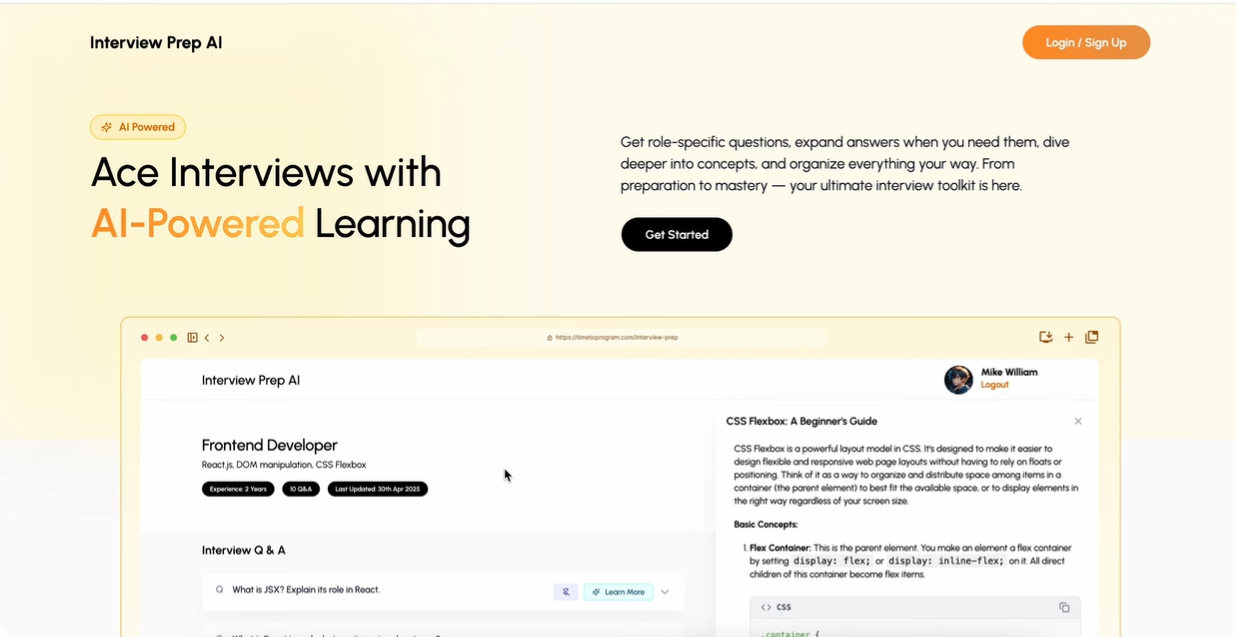 Interview Prep AI
Login / Sign Up
AI Powered
Ace Interviews with
AI-Powered Learning
Get role-specific questions, expand answers when you need them, dive
deeper into concepts, and organize everything your way. From
preparation to mastery — your ultimate interview toolkit is here.
Get Started
https://timetoprogram.com/interview-prep
Interview Prep AI
Mike William
Logout
Frontend Developer
React.js, DOM manipulation, CSS Flexbox
Experience: 2 Years
10 Q&A
Last Updated: 30th Apr 2025
Interview Q & A
Q What is JSX? Explain its role in React.
Learn More
CSS Flexbox: A Beginner's Guide
CSS Flexbox is a powerful layout model in CSS. It's designed to make it easier to
design flexible and responsive web page layouts without having to rely on floats or
positioning. Think of it as a way to organize and distribute space among items in a
container (the parent element) to best fit the available space, or to display elements in
the right way regardless of your screen size.
Basic Concepts:
1. Flex Container: This is the parent element. You make an element a flex container
by setting display: flex; or display: inline-flex; on it. All direct
children of this container become flex items.
<> CSS
.container {